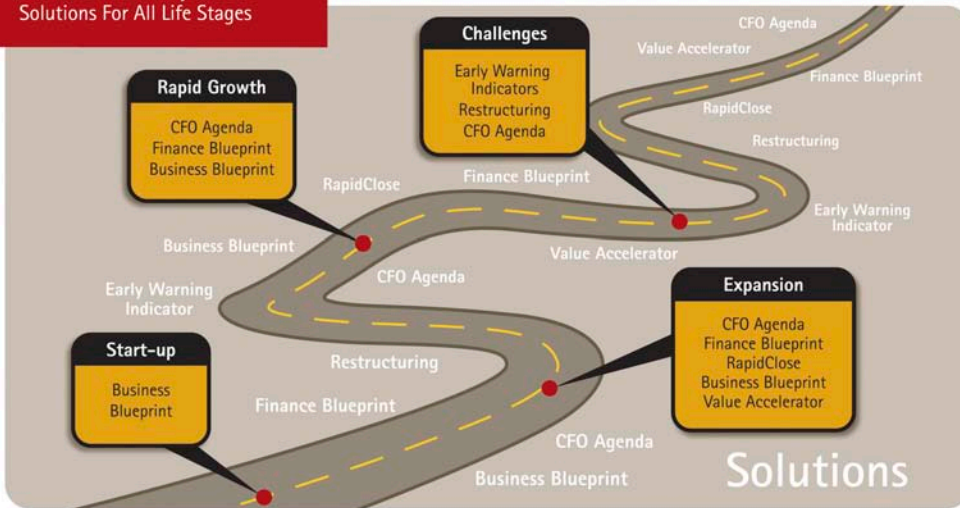 Solutions For All Life Stages
Challenges
Early Warning
Indicators
Restructuring
CFO Agenda
Rapid Growth
CFO Agenda
Finance Blueprint
Business Blueprint
CFO Agenda
Value Accelerator
Finance Blueprint
RapidClose
Restructuring
Finance Blueprint
RapidClose
Early Warning
Indicator
Business Blueprint
Value Accelerator
CFO Agenda
Early Warning
Indicator
Expansion
CFO Agenda
Finance Blueprint
RapidClose
Business Blueprint
Value Accelerator
Start-up
Business
Blueprint
Restructuring
Finance Blueprint
CFO Agenda
Business Blueprint
Solutions